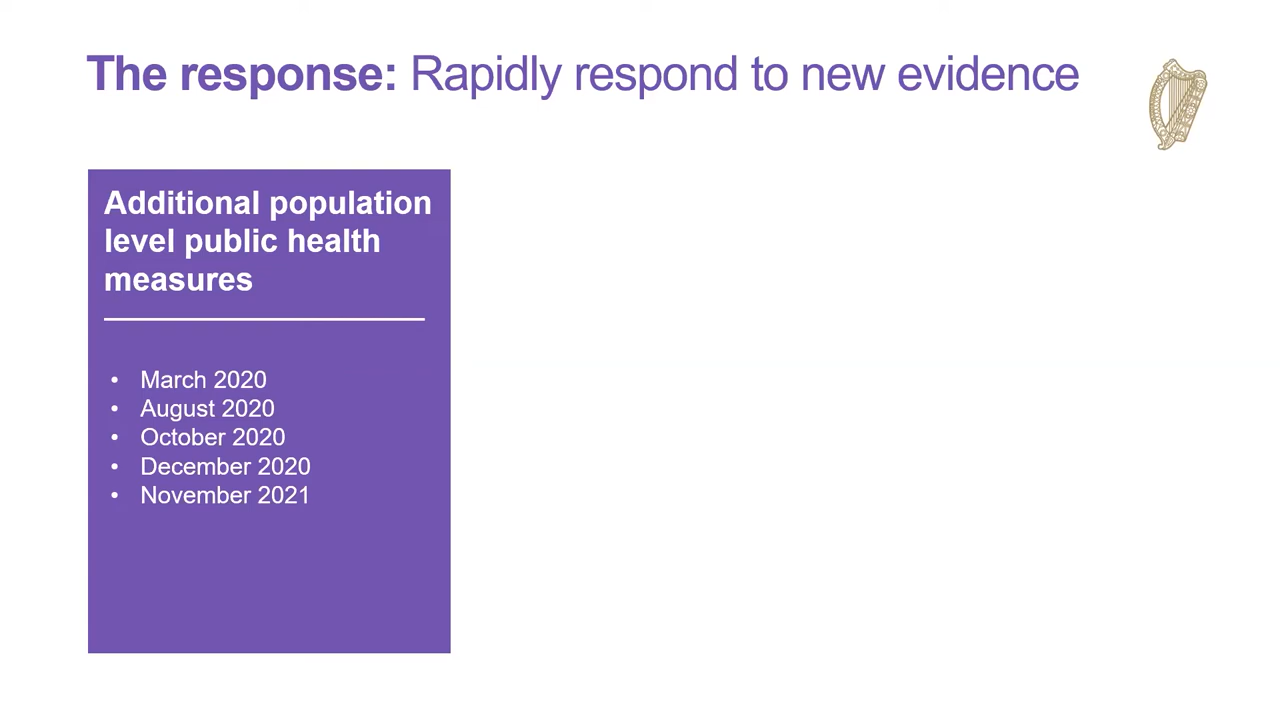 The response: Rapidly respond to new evidence
Additional population
level public health
measures
• March 2020
• August 2020
• October 2020
• December 2020
• November 2021